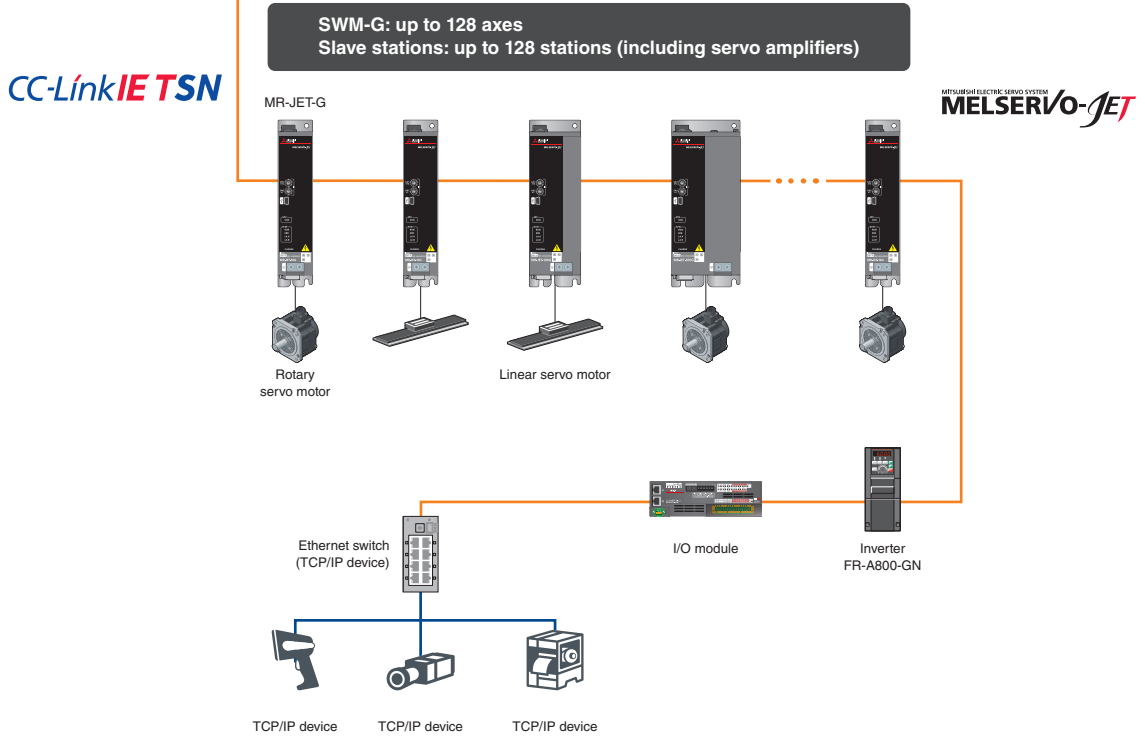 SWM-G: up to 128 axes
Slave stations: up to 128 stations (including servo amplifiers)
CC-Link IE TSN
MITSUBISHI ELECTRIC SERVO SYSTEM
MELSERVO-JET
MR-JET-G
Rotary
servo motor
Linear servo motor
Ethernet switch
(TCP/IP device)
I/O module
Inverter
FR-A800-GN
TCP/IP device
TCP/IP device
TCP/IP device